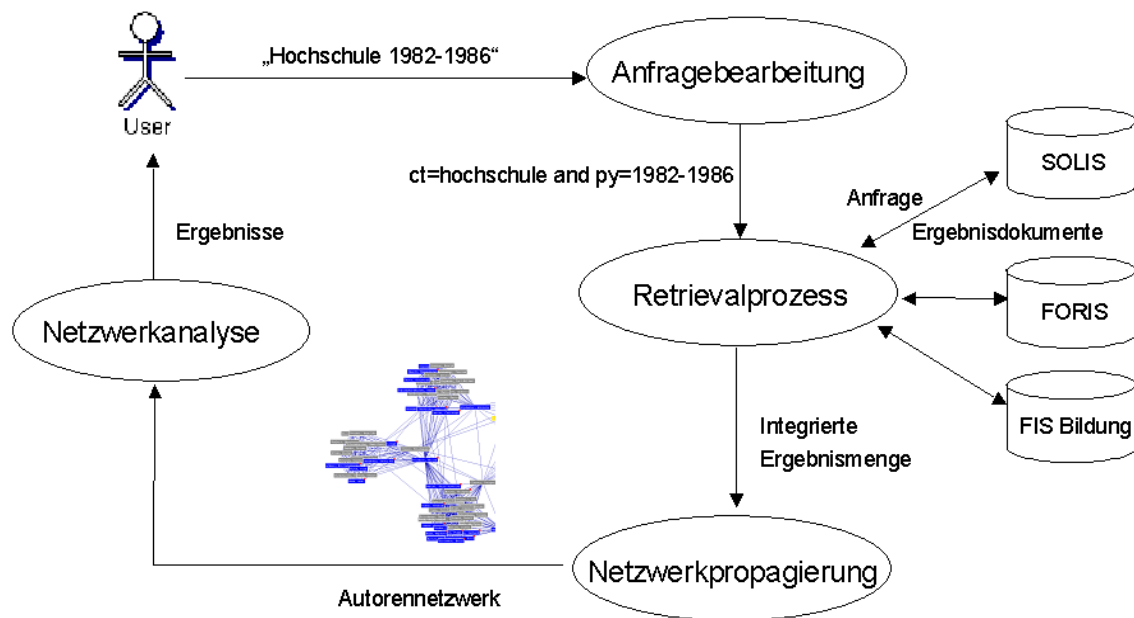 „Hochschule 1982-1986“
Anfragebearbeitung
User
ct=hochschule and py=1982-1986
SOLIS
Anfrage
Ergebnisdokumente
Ergebnisse
Retrievalprozess
FORIS
Netzwerkanalyse
FIS Bildung
Integrierte
Ergebnismenge
Netzwerkpropagierung
Autorennetzwerk